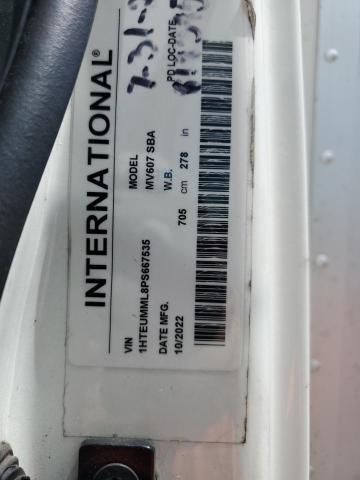 INTERNATIONAL®
VIN
1HTEUMML8PS667535
MODEL
MV607 SBA
DATE MFG.
10/2022
W.B.
705 cm 278 in
PD LOC-DATE